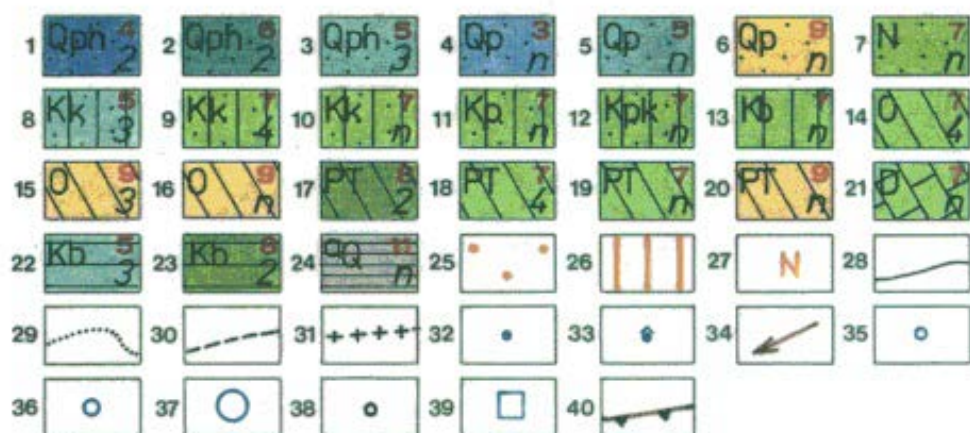 1 Qph 4 2 2 Qph 6 2 3 Qph 5 3 4 Qp 3 n 5 Qp 5 n 6 Qp 9 n 7 N 7 n
8 Kk 5 3 9 Kk 7 4 10 Kk 7 n 11 Kp 7 n 12 Kpk 7 n 13 Kb 7 n 14 O 7 4
15 O 9 3 16 O 9 n 17 PT 6 2 18 PT 7 4 19 PT 7 n 20 PT 9 n 21 D 7 n
22 Kb 5 3 23 Kb 6 2 24 qQ 11 n 25 26 27 N 28
29 30 31 32 33 34 35
36 37 38 39 40